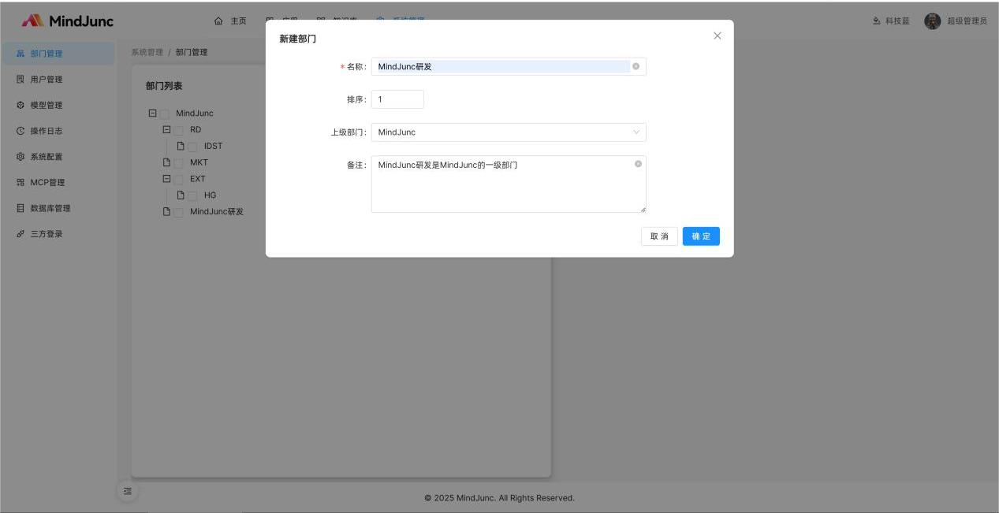 MindJunc
主页
科技蓝
超级管理员
部门管理
用户管理
模型管理
操作日志
系统配置
MCP管理
数据库管理
三方登录
系统管理 / 部门管理
部门列表
MindJunc
RD
IDST
MKT
EXT
HG
MindJunc研发
新建部门
* 名称: MindJunc研发
排序: 1
上级部门: MindJunc
备注: MindJunc研发是MindJunc的一级部门
取 消
确 定
© 2025 MindJunc. All Rights Reserved.